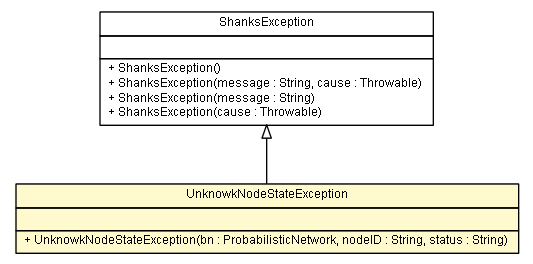 ShanksException
+ ShanksException()
+ ShanksException(message : String, cause : Throwable)
+ ShanksException(message : String)
+ ShanksException(cause : Throwable)
UnknowkNodeStateException
+ UnknowkNodeStateException(bn : ProbabilisticNetwork, nodeID : String, status : String)